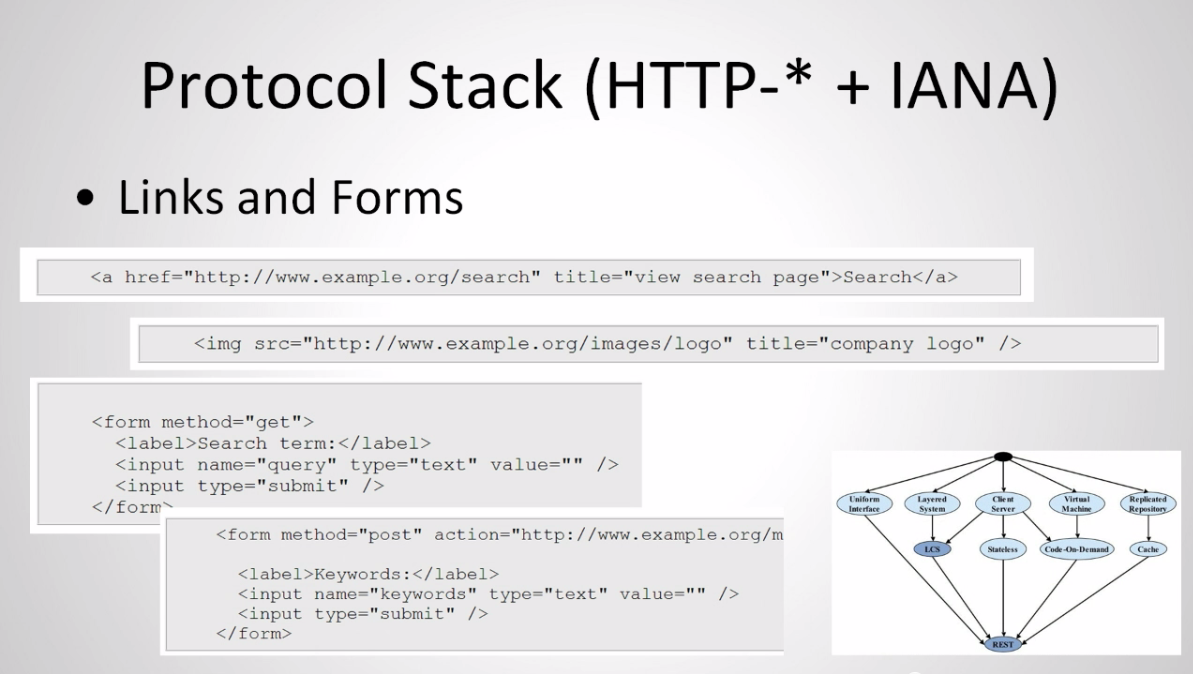 Protocol Stack (HTTP-* + IANA)
• Links and Forms
<a href="http://www.example.org/search" title="view search page">Search</a>
<img src="http://www.example.org/images/logo" title="company logo" />
<form method="get">
<label>Search term:</label>
<input name="query" type="text" value="" />
<input type="submit" />
</form>
<form method="post" action="http://www.example.org/m
<label>Keywords:</label>
<input name="keywords" type="text" value="" />
<input type="submit" />
</form>
Uniform Interface
Layered System
Client Server
Virtual Machine
Replicated Repository
LCS
Stateless
Code-On-Demand
Cache
REST